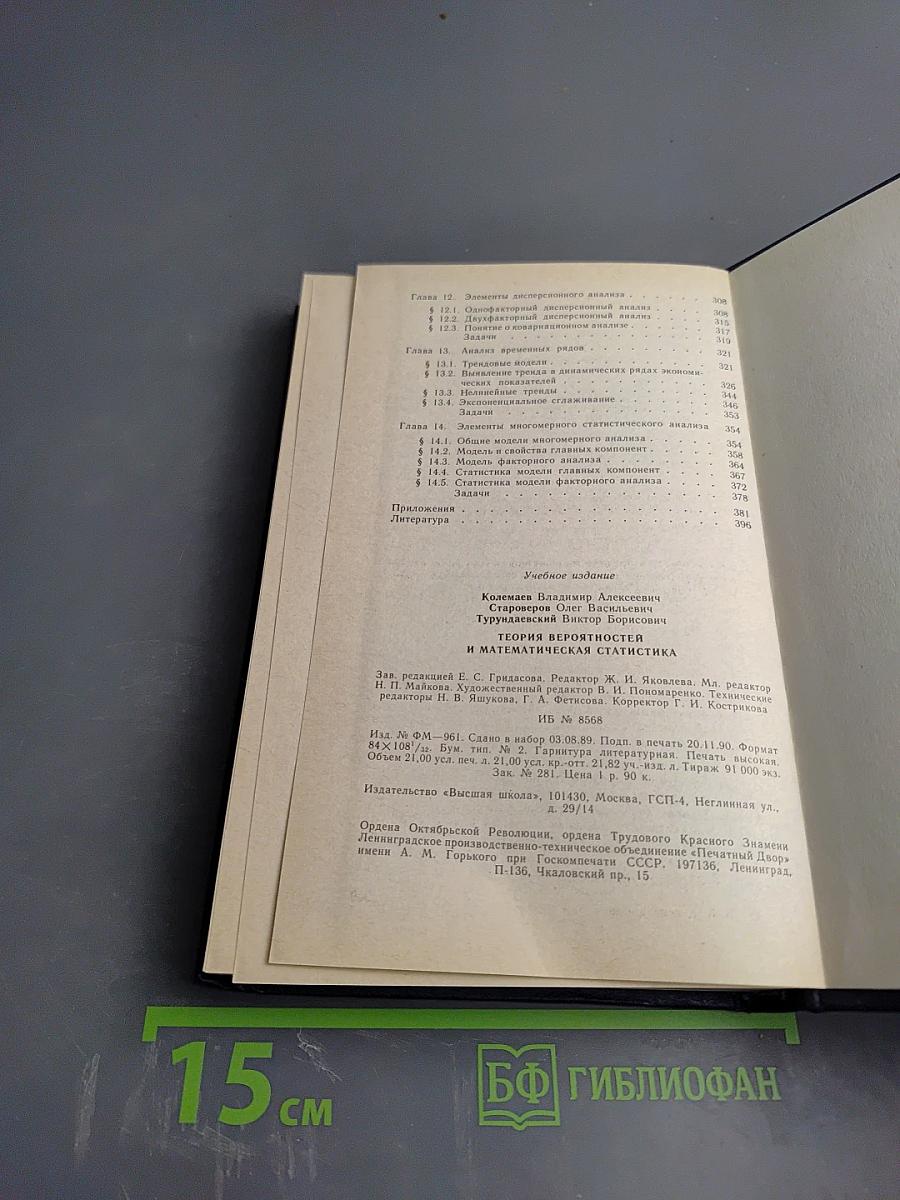 Глава 12. Элементы дисперсионного анализа . . . . . . 308
§ 12.1. Однофакторный дисперсионный анализ . . . . 308
§ 12.2. Двухфакторный дисперсионный анализ . . . . 315
§ 12.3. Понятие о ковариационном анализе . . . . . . 317
Задачи . . . . . . . . . . . . 319
Глава 13. Анализ временных рядов . . . . . . . . . 321
§ 13.1. Трендовые модели . . . . . . . . . . . 321
§ 13.2. Выявление тренда в динамических рядах экономи-
ческих показателей . . . . . . . . . . 326
§ 13.3. Нелинейные тренды . . . . . . . . . . 344
§ 13.4. Экспоненциальное сглаживание . . . . . . . 346
Задачи . . . . . . . . . . . . . 353
Глава 14. Элементы многомерного статистического анализа 354
§ 14.1. Общие модели многомерного анализа . . . . . 354
§ 14.2. Модель и свойства главных компонент . . . . . 358
§ 14.3. Модель факторного анализа . . . . . . . . 364
§ 14.4. Статистика модели главных компонент . . . . 367
§ 14.5. Статистика модели факторного анализа . . . . 372
Задачи . . . . . . . . . . . . . 378
Приложения . . . . . . . . . . . . . . . . 381
Литература . . . . . . . . . . . . . . . . 396
Учебное издание
Колемаев Владимир Алексеевич
Староверов Олег Васильевич
Турундаевский Виктор Борисович
ТЕОРИЯ ВЕРОЯТНОСТЕЙ
И МАТЕМАТИЧЕСКАЯ СТАТИСТИКА
Зав. редакцией Е. С. Гридасова. Редактор Ж. И. Яковлева. Мл. редактор
Н. П. Майкова. Художественный редактор В. И. Пономаренко. Технические
редакторы Н. В. Яшукова, Г. А. Фетисова. Корректор Г. И. Кострикова
ИБ № 8568
Изд. № ФМ—961. Сдано в набор 03.08.89. Подп. в печать 20.11.90. Формат
84×108¹/₃₂. Бум. тип. № 2. Гарнитура литературная. Печать высокая.
Объем 21,00 усл. печ. л. 21,00 усл. кр.-отт. 21,82 уч.-изд. л. Тираж 91 000 экз.
Зак. № 281. Цена 1 р. 90 к.
Издательство «Высшая школа», 101430, Москва, ГСП-4, Неглинная ул.,
д. 29/14
Ордена Октябрьской Революции, ордена Трудового Красного Знамени
Ленинградское производственно-техническое объединение «Печатный Двор»
имени А. М. Горького при Госкомпечати СССР. 197136, Ленинград,
П-136, Чкаловский пр., 15
15 см
БФ ГИБЛИОФАН